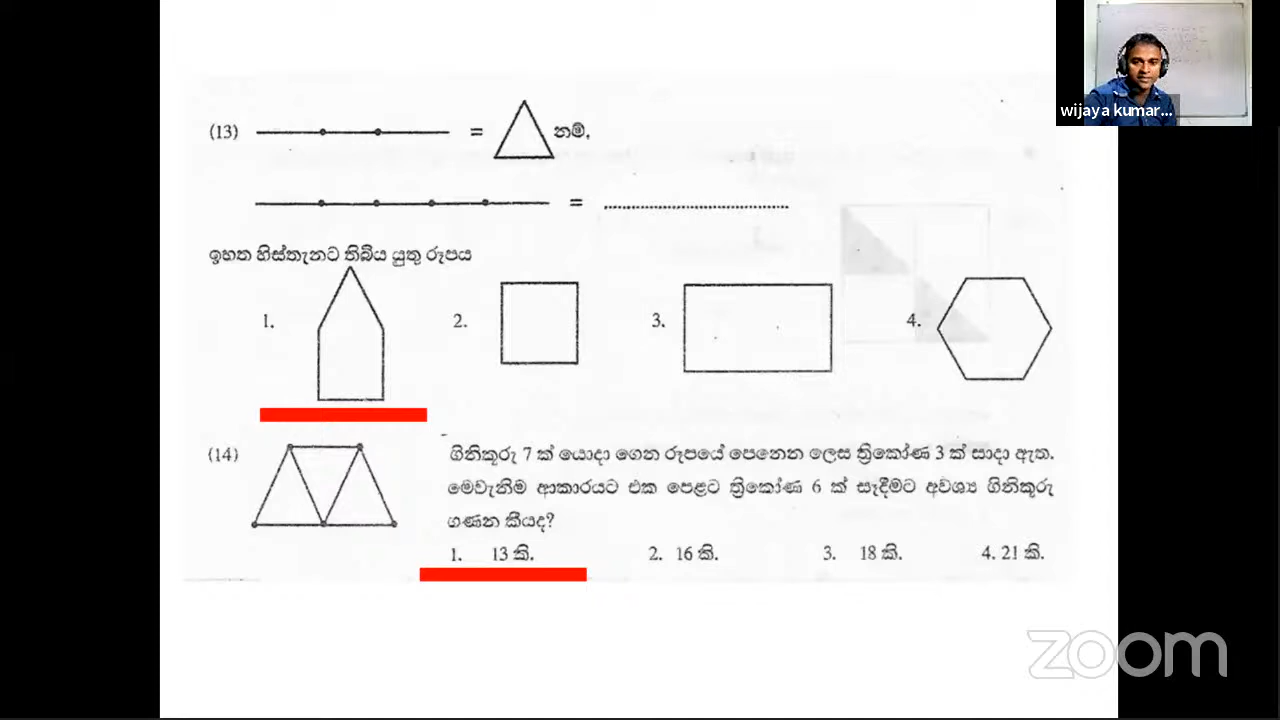 wijaya kumar...
(13) = නම්,
= ................................................
ඉහත හිස්තැනට තිබිය යුතු රූපය
1. 2. 3. 4.
(14) ගිනිකූරු 7 ක් යොදා ගෙන රූපයේ පෙනෙන ලෙස ත්‍රිකෝණ 3 ක් සාදා ඇත.
මෙවැනිම ආකාරයට එක පෙළට ත්‍රිකෝණ 6 ක් සෑදීමට අවශ්‍ය ගිනිකූරු
ගණන කීයද?
1. 13 කි. 2. 16 කි. 3. 18 කි. 4. 21 කි.
zoom